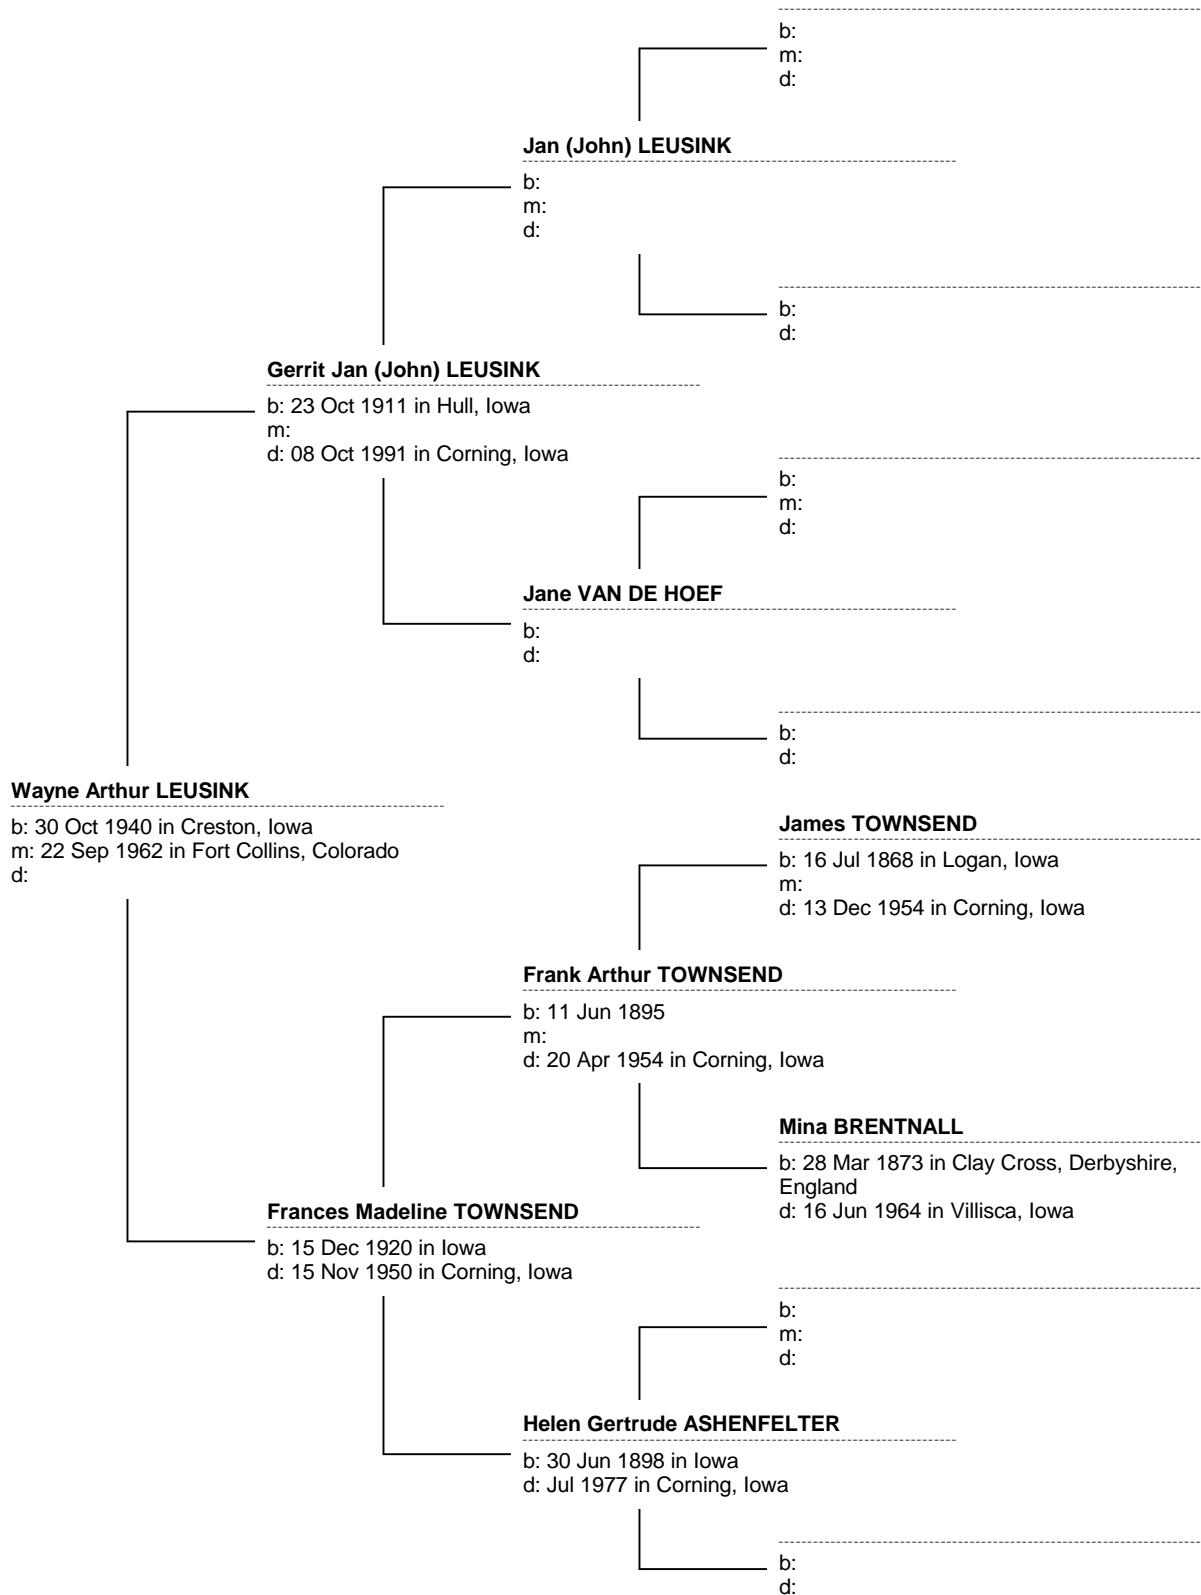 b:
m:
d:
Jan (John) LEUSINK
b:
m:
d:
b:
d:
Gerrit Jan (John) LEUSINK
b: 23 Oct 1911 in Hull, Iowa
m:
d: 08 Oct 1991 in Corning, Iowa
b:
m:
d:
Jane VAN DE HOEF
b:
d:
b:
d:
Wayne Arthur LEUSINK
b: 30 Oct 1940 in Creston, Iowa
m: 22 Sep 1962 in Fort Collins, Colorado
d:
James TOWNSEND
b: 16 Jul 1868 in Logan, Iowa
m:
d: 13 Dec 1954 in Corning, Iowa
Frank Arthur TOWNSEND
b: 11 Jun 1895
m:
d: 20 Apr 1954 in Corning, Iowa
Mina BRENTNALL
b: 28 Mar 1873 in Clay Cross, Derbyshire,
England
d: 16 Jun 1964 in Villisca, Iowa
Frances Madeline TOWNSEND
b: 15 Dec 1920 in Iowa
d: 15 Nov 1950 in Corning, Iowa
b:
m:
d:
Helen Gertrude ASHENFELTER
b: 30 Jun 1898 in Iowa
d: Jul 1977 in Corning, Iowa
b:
d: